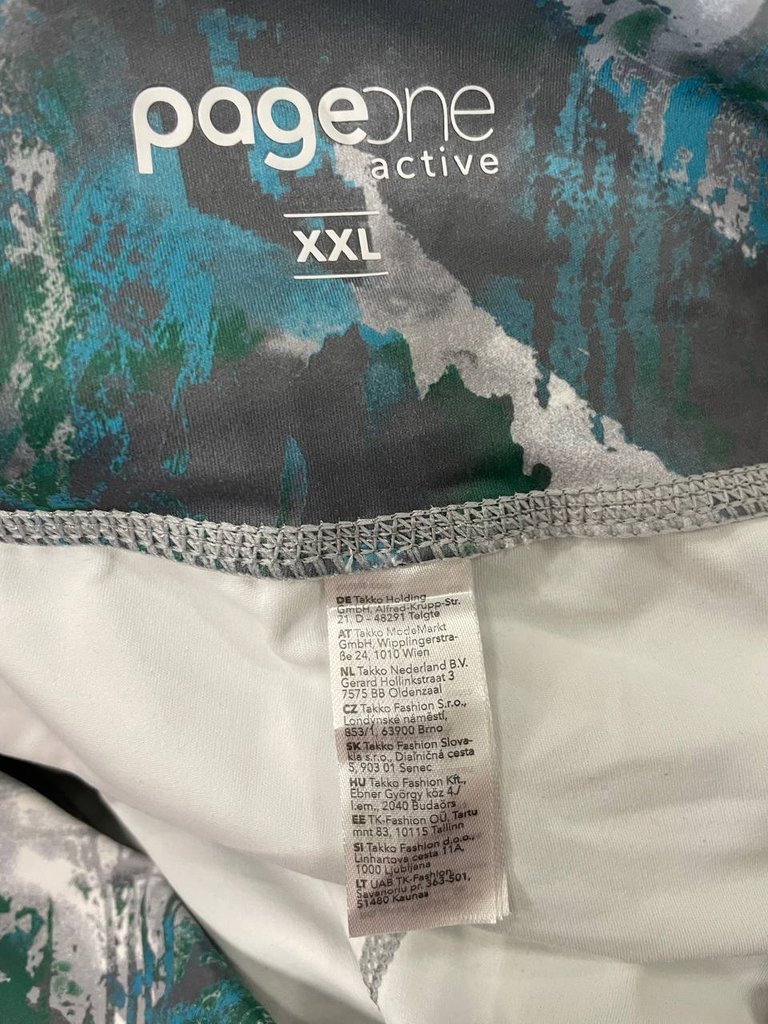 pageone
active
XXL
DE Takko Holding
GmbH, Alfred-Krupp-Str.
21, D - 48291 Telgte
AT Takko ModeMarkt
GmbH, Wipplingerstra-
ße 24, 1010 Wien
NL Takko Nederland B.V.
Gerard Hollinkstraat 3
7575 BB Oldenzaal
CZ Takko Fashion S.r.o.,
Londýnské náměstí,
853/1, 63900 Brno
SK Takko Fashion Slova-
kia s.r.o., Diaľničná cesta
5, 903 01 Senec
HU Takko Fashion Kft.,
Ebner György köz 4./
I.em., 2040 Budaörs
EE TK-Fashion OÜ, Tartu
mnt 83, 10115 Tallinn
SI Takko Fashion d.o.o.,
Linhartova cesta 11A,
1000 Ljubljana
LT UAB TK-Fashion,
Savanoriu pr. 363-501,
51480 Kaunas